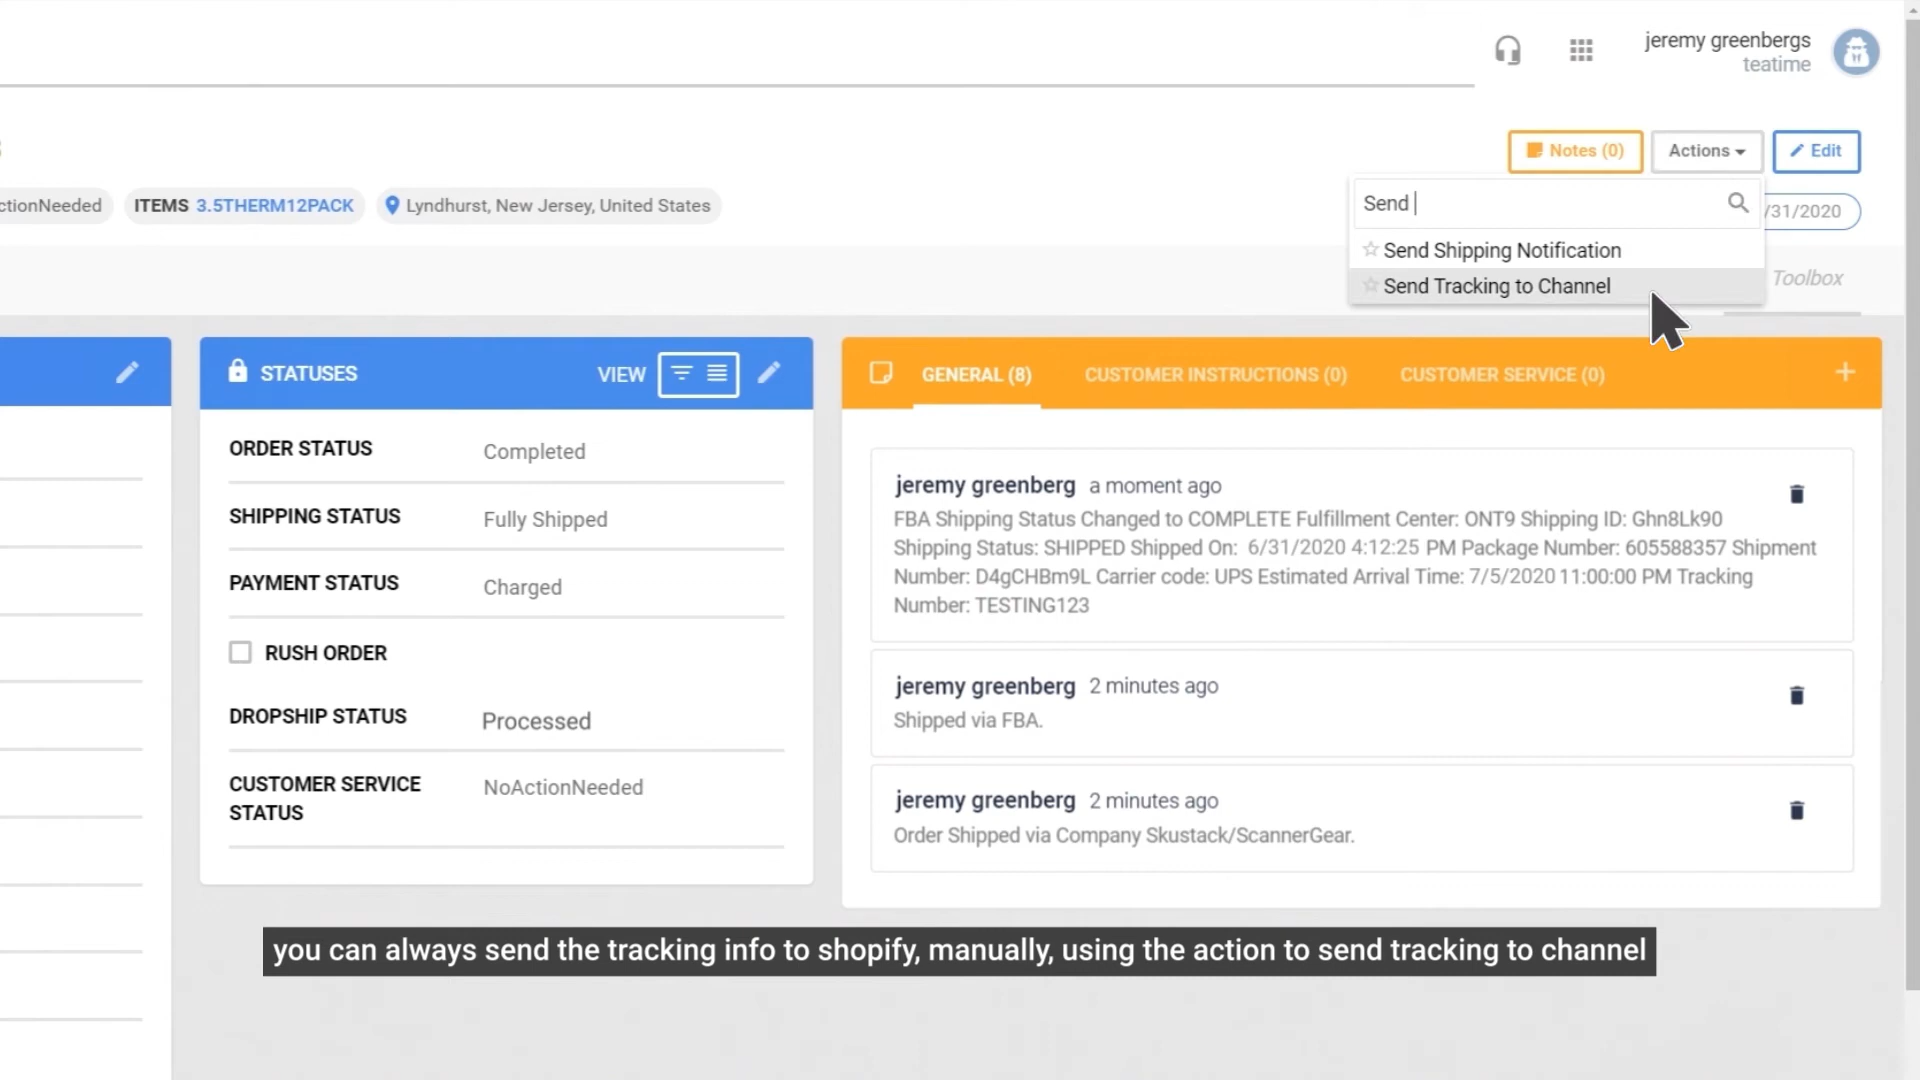 jeremy greenbergs
teatime
Notes (0)
Actions
Edit
ctionNeeded
ITEMS 3.5THERM12PACK
Lyndhurst, New Jersey, United States
Send
/31/2020
Send Shipping Notification
Send Tracking to Channel
Toolbox
STATUSES
VIEW
ORDER STATUS
Completed
SHIPPING STATUS
Fully Shipped
PAYMENT STATUS
Charged
RUSH ORDER
DROPSHIP STATUS
Processed
CUSTOMER SERVICE
STATUS
NoActionNeeded
GENERAL (8)
CUSTOMER INSTRUCTIONS (0)
CUSTOMER SERVICE (0)
jeremy greenberg a moment ago
FBA Shipping Status Changed to COMPLETE Fulfillment Center: ONT9 Shipping ID: Ghn8Lk90
Shipping Status: SHIPPED Shipped On: 6/31/2020 4:12:25 PM Package Number: 605588357 Shipment
Number: D4gCHBm9L Carrier code: UPS Estimated Arrival Time: 7/5/2020 11:00:00 PM Tracking
Number: TESTING123
jeremy greenberg 2 minutes ago
Shipped via FBA.
jeremy greenberg 2 minutes ago
Order Shipped via Company Skustack/ScannerGear.
you can always send the tracking info to shopify, manually, using the action to send tracking to channel